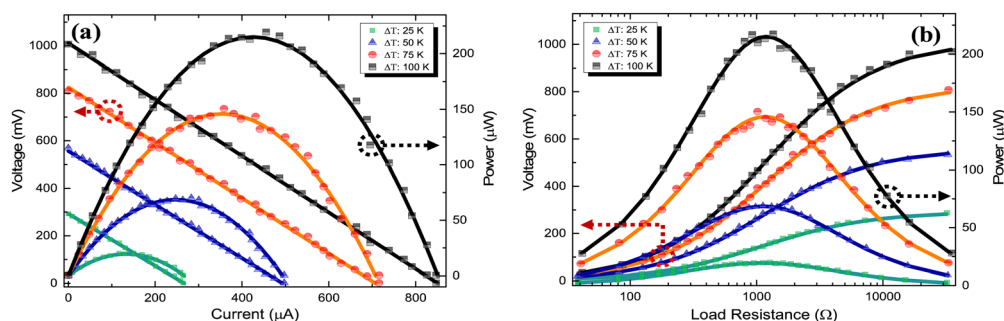 (a)
ΔT: 25 K
ΔT: 50 K
ΔT: 75 K
ΔT: 100 K
1000
800
600
400
200
0
Voltage (mV)
200
150
100
50
0
Power (μW)
0 200 400 600 800
Current (μA)
(b)
ΔT: 25 K
ΔT: 50 K
ΔT: 75 K
ΔT: 100 K
1000
800
600
400
200
0
Voltage (mV)
200
150
100
50
0
Power (μW)
100 1000 10000
Load Resistance (Ω)